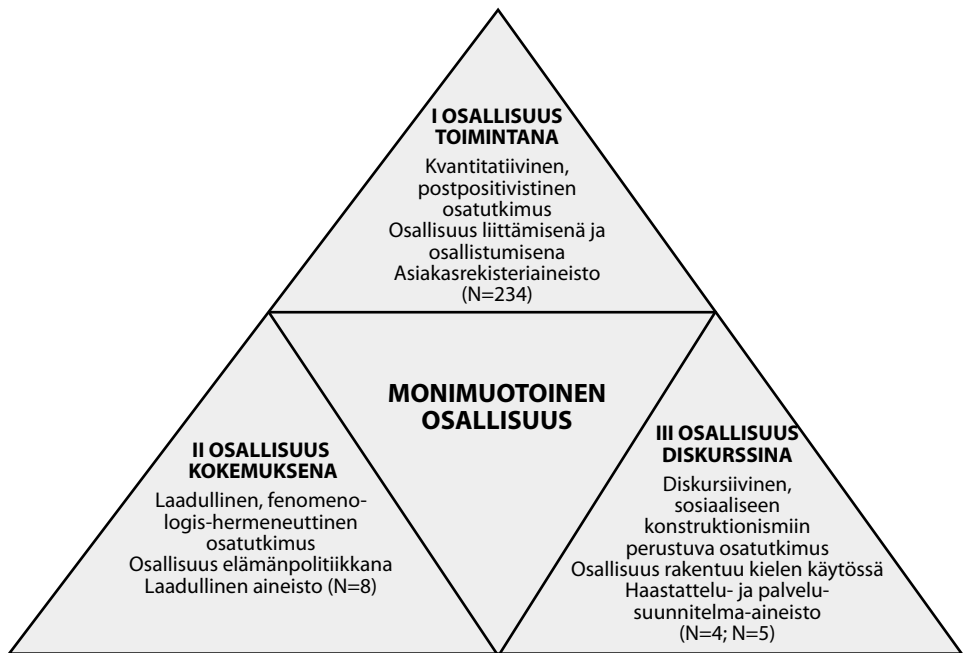 I OSALLISUUS
TOIMINTANA
Kvantitatiivinen,
postpositivistinen
osatutkimus
Osallisuus liittämisenä ja
osallistumisena
Asiakasrekisteriaineisto
(N=234)
MONIMUOTOINEN
OSALLISUUS
II OSALLISUUS
KOKEMUKSENA
Laadullinen, fenomeno-
logis-hermeneuttinen
osatutkimus
Osallisuus elämänpolitiikkana
Laadullinen aineisto (N=8)
III OSALLISUUS
DISKURSSINA
Diskursiivinen,
sosiaaliseen
konstruktionismiin
perustuva osatutkimus
Osallisuus rakentuu kielen käytössä
Haastattelu- ja palvelu-
suunnitelma-aineisto
(N=4; N=5)